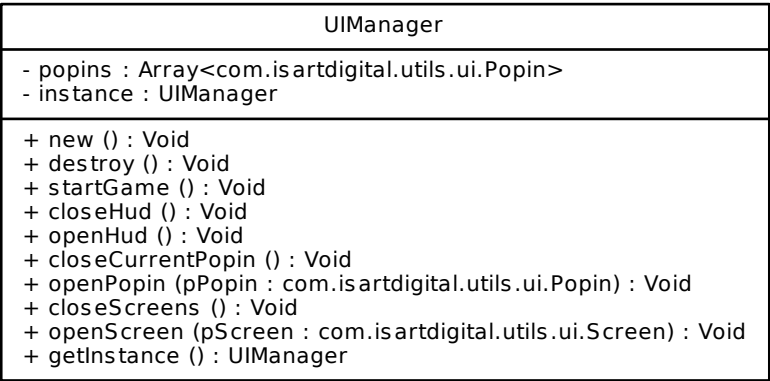 UIManager
- popins : Array<com.isartdigital.utils.ui.Popin>
- instance : UIManager
+ new () : Void
+ destroy () : Void
+ startGame () : Void
+ closeHud () : Void
+ openHud () : Void
+ closeCurrentPopin () : Void
+ openPopin (pPopin : com.isartdigital.utils.ui.Popin) : Void
+ closeScreens () : Void
+ openScreen (pScreen : com.isartdigital.utils.ui.Screen) : Void
+ getInstance () : UIManager